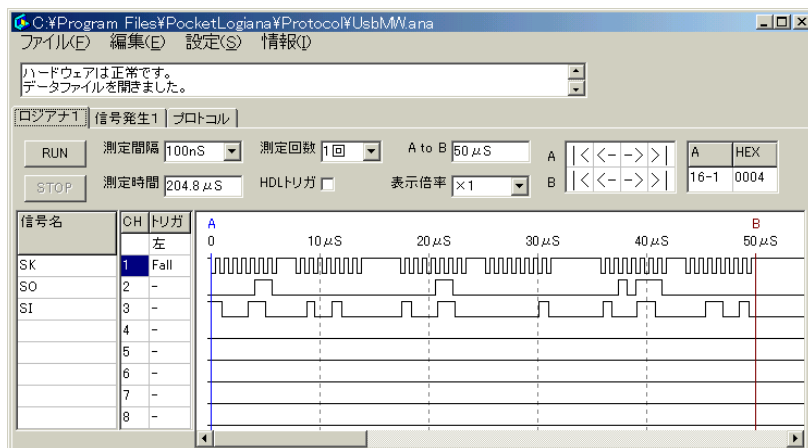 C:¥Program Files¥PocketLogiana¥Protocol¥UsbMW.ana
ファイル(F) 編集(E) 設定(S) 情報(I)
ハードウェアは正常です。
データファイルを開きました。
ロジアナ1 信号発生1 プロトコル
RUN 測定間隔 100nS 測定回数 1回 A to B 50μS A |< <- -> >| A HEX
STOP 測定時間 204.8μS HDLトリガ 表示倍率 ×1 B |< <- -> >| 16-1 0004
信号名 CH トリガ A B
左 0 10μS 20μS 30μS 40μS 50μS
SK 1 Fall
SO 2 -
SI 3 -
4 -
5 -
6 -
7 -
8 -